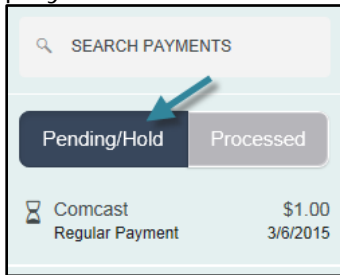 SEARCH PAYMENTS
Pending/Hold Processed
Comcast $1.00
Regular Payment 3/6/2015